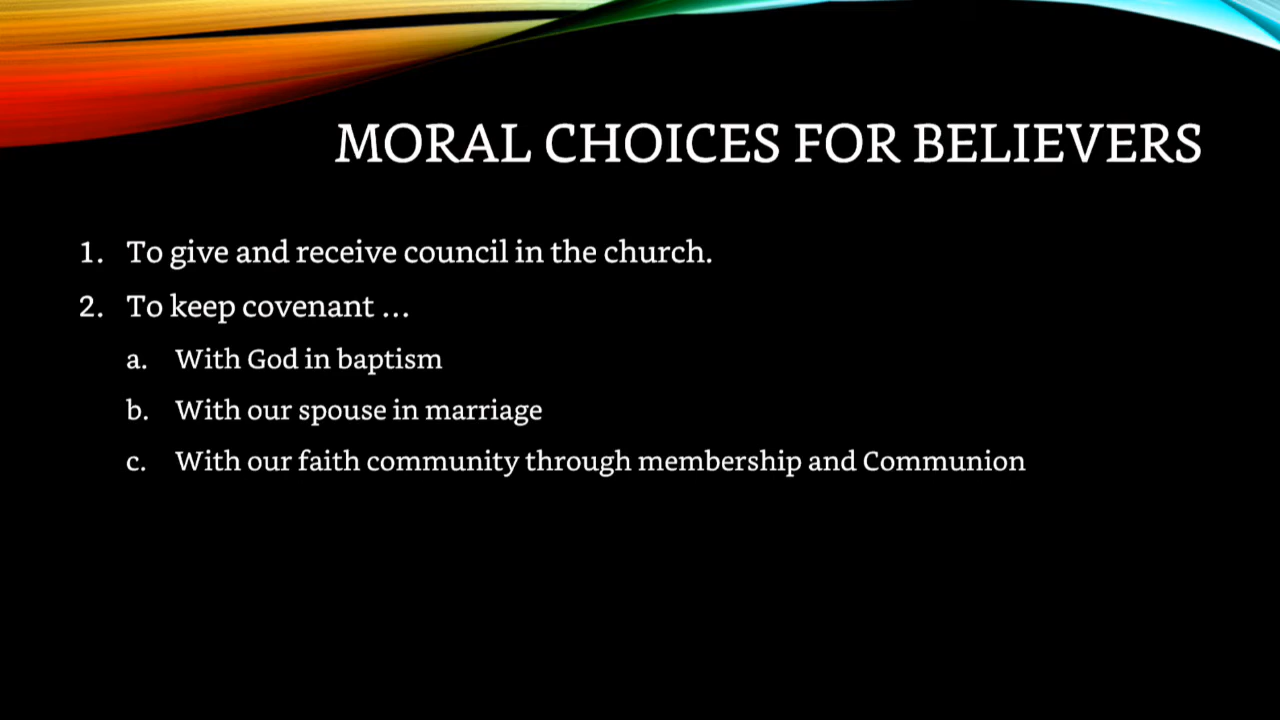 MORAL CHOICES FOR BELIEVERS
1. To give and receive council in the church.
2. To keep covenant ...
a. With God in baptism
b. With our spouse in marriage
c. With our faith community through membership and Communion